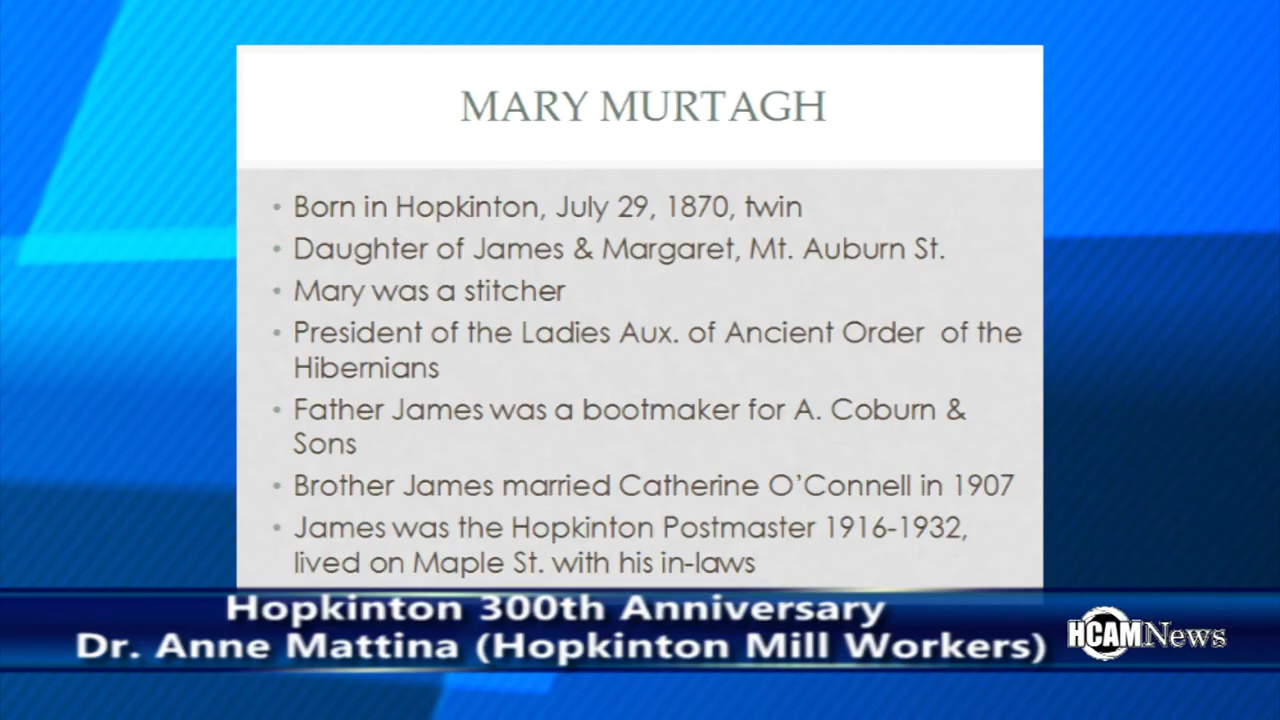 MARY MURTAGH
• Born in Hopkinton, July 29, 1870, twin
• Daughter of James & Margaret, Mt. Auburn St.
• Mary was a stitcher
• President of the Ladies Aux. of Ancient Order of the
Hibernians
• Father James was a bootmaker for A. Coburn &
Sons
• Brother James married Catherine O'Connell in 1907
• James was the Hopkinton Postmaster 1916-1932,
lived on Maple St. with his in-laws
Hopkinton 300th Anniversary
Dr. Anne Mattina (Hopkinton Mill Workers)
HCAM News